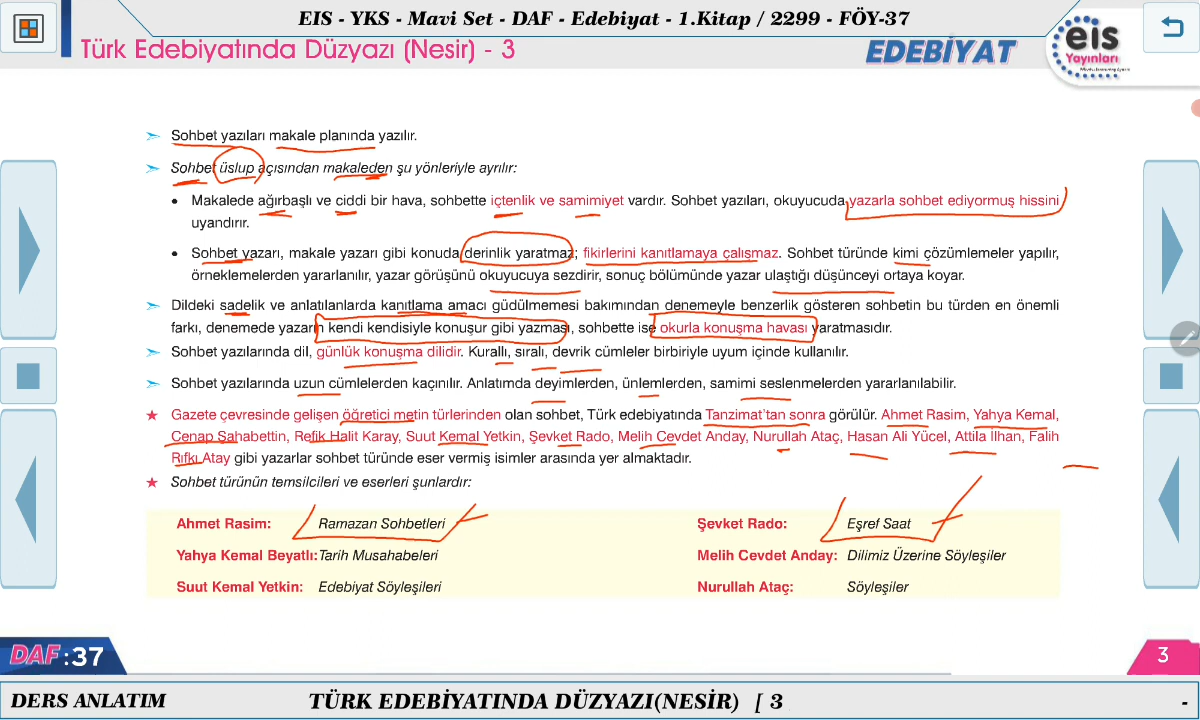 EIS - YKS - Mavi Set - DAF - Edebiyat - 1.Kitap / 2299 - FÖY-37
Türk Edebiyatında Düzyazı (Nesir) - 3
EDEBİYAT
eis
Yayınları
Sohbet yazıları makale planında yazılır.
Sohbet üslup açısından makaleden şu yönleriyle ayrılır:
• Makalede ağırbaşlı ve ciddi bir hava, sohbette içtenlik ve samimiyet vardır. Sohbet yazıları, okuyucuda yazarla sohbet ediyormuş hissini
uyandırır.
• Sohbet yazarı, makale yazarı gibi konuda derinlik yaratmaz; fikirlerini kanıtlamaya çalışmaz. Sohbet türünde kimi çözümlemeler yapılır,
örneklemelerden yararlanılır, yazar görüşünü okuyucuya sezdirir, sonuç bölümünde yazar ulaştığı düşünceyi ortaya koyar.
Dildeki sadelik ve anlatılanlarda kanıtlama amacı güdülmemesi bakımından denemeyle benzerlik gösteren sohbetin bu türden en önemli
farkı, denemede yazarın kendi kendisiyle konuşur gibi yazması, sohbette ise okurla konuşma havası yaratmasıdır.
Sohbet yazılarında dil, günlük konuşma dilidir. Kurallı, sıralı, devrik cümleler birbiriyle uyum içinde kullanılır.
Sohbet yazılarında uzun cümlelerden kaçınılır. Anlatımda deyimlerden, ünlemlerden, samimi seslenmelerden yararlanılabilir.
★ Gazete çevresinde gelişen öğretici metin türlerinden olan sohbet, Türk edebiyatında Tanzimat'tan sonra görülür. Ahmet Rasim, Yahya Kemal,
Cenap Şahabettin, Refik Halit Karay, Suut Kemal Yetkin, Şevket Rado, Melih Cevdet Anday, Nurullah Ataç, Hasan Ali Yücel, Attila İlhan, Falih
Rıfkı Atay gibi yazarlar sohbet türünde eser vermiş isimler arasında yer almaktadır.
★ Sohbet türünün temsilcileri ve eserleri şunlardır:
Ahmet Rasim: Ramazan Sohbetleri Şevket Rado: Eşref Saat
Yahya Kemal Beyatlı: Tarih Musahabeleri Melih Cevdet Anday: Dilimiz Üzerine Söyleşiler
Suut Kemal Yetkin: Edebiyat Söyleşileri Nurullah Ataç: Söyleşiler
DAF :37
3
DERS ANLATIM TÜRK EDEBİYATINDA DÜZYAZI(NESİR) [ 3 -